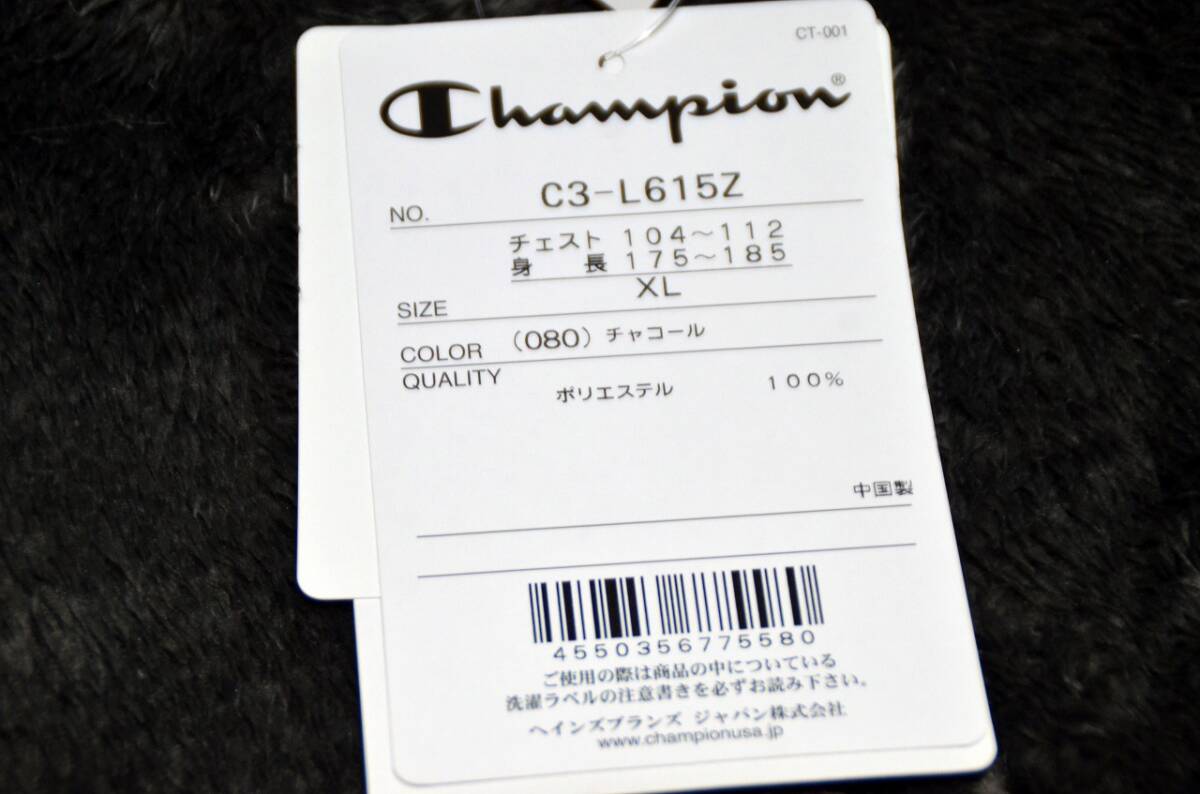 CT-001
Champion®
NO. C3-L615Z
チェスト 104～112
身長 175～185
SIZE XL
COLOR (080) チャコール
QUALITY
ポリエステル 100%
中国製
4550356775580
ご使用の際は商品の中についている
洗濯ラベルの注意書きを必ずお読み下さい。
ヘインズブランズ ジャパン株式会社
www.championusa.jp